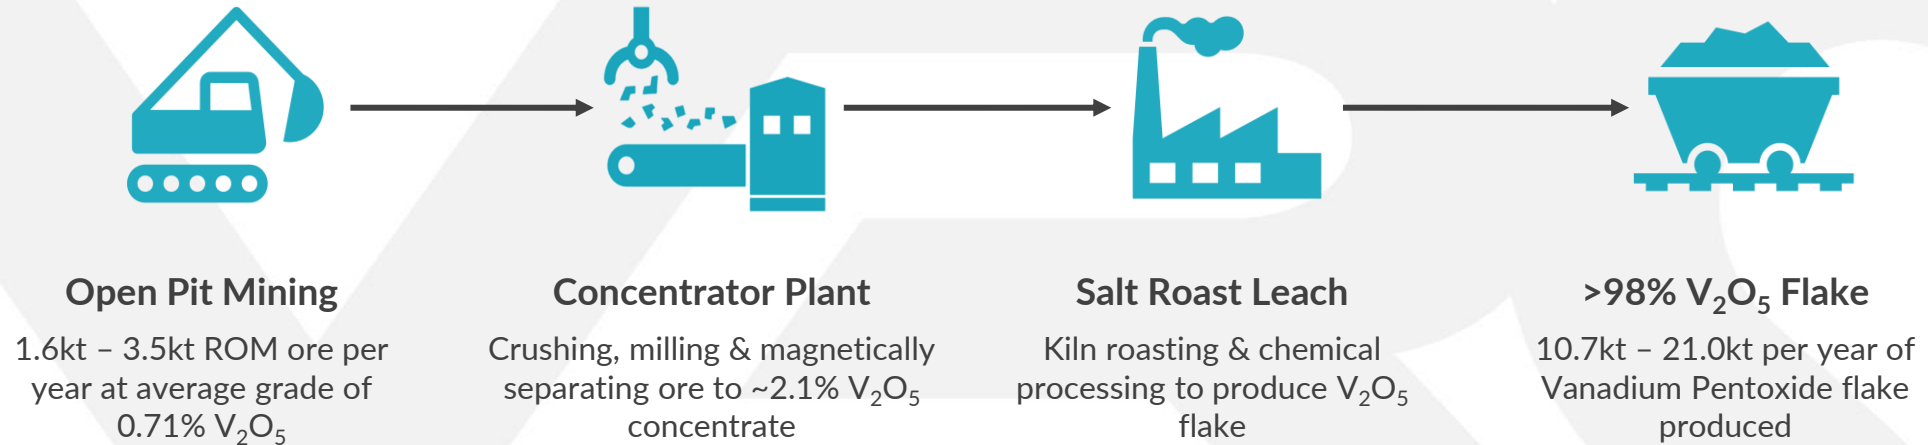 Open Pit Mining
1.6kt – 3.5kt ROM ore per
year at average grade of
0.71% V₂O₅
Concentrator Plant
Crushing, milling & magnetically
separating ore to ~2.1% V₂O₅
concentrate
Salt Roast Leach
Kiln roasting & chemical
processing to produce V₂O₅
flake
>98% V₂O₅ Flake
10.7kt – 21.0kt per year of
Vanadium Pentoxide flake
produced